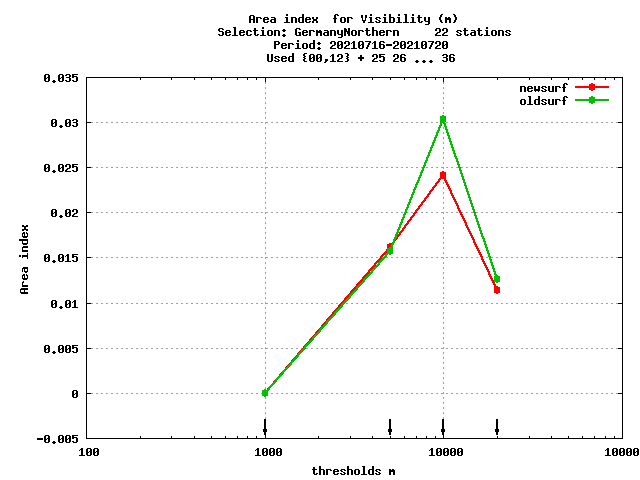 Area index  for Visibility (m)
Selection: GermanyNorthern     22 stations
Period: 20210716-20210720
Used {00,12} + 25 26 ... 36
0.035
newsurf
oldsurf
0.03
0.025
0.02
0.015
0.01
0.005
0
-0.005
Area index
100 1000 10000 10000
thresholds m